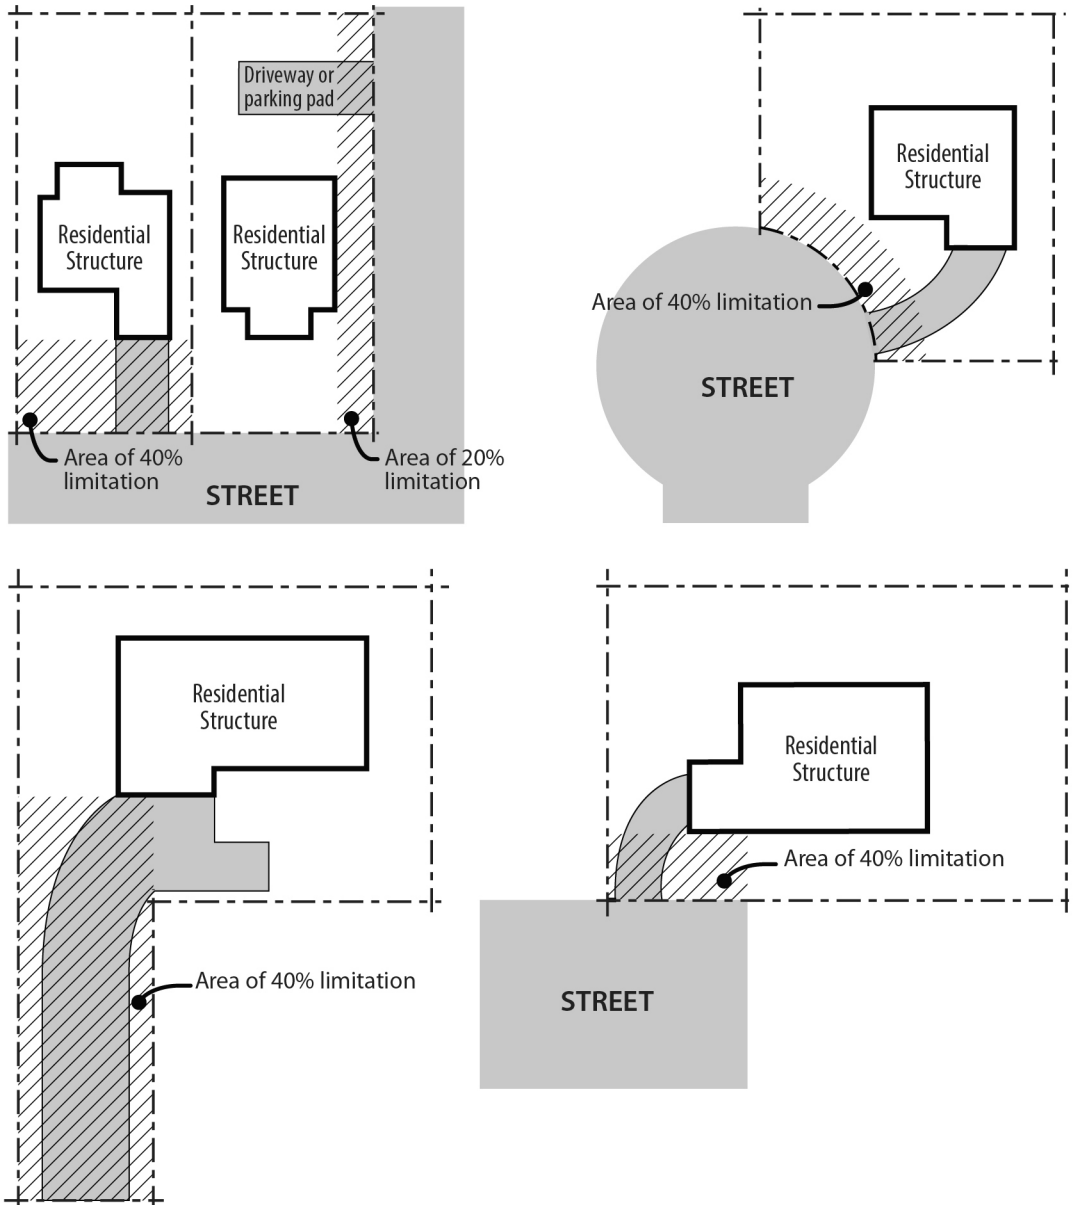 Driveway or
parking pad
Residential
Structure
Residential
Structure
Area of 40%
limitation
Area of 20%
limitation
STREET
Residential
Structure
Area of 40% limitation
STREET
Residential
Structure
Area of 40% limitation
Residential
Structure
Area of 40% limitation
STREET